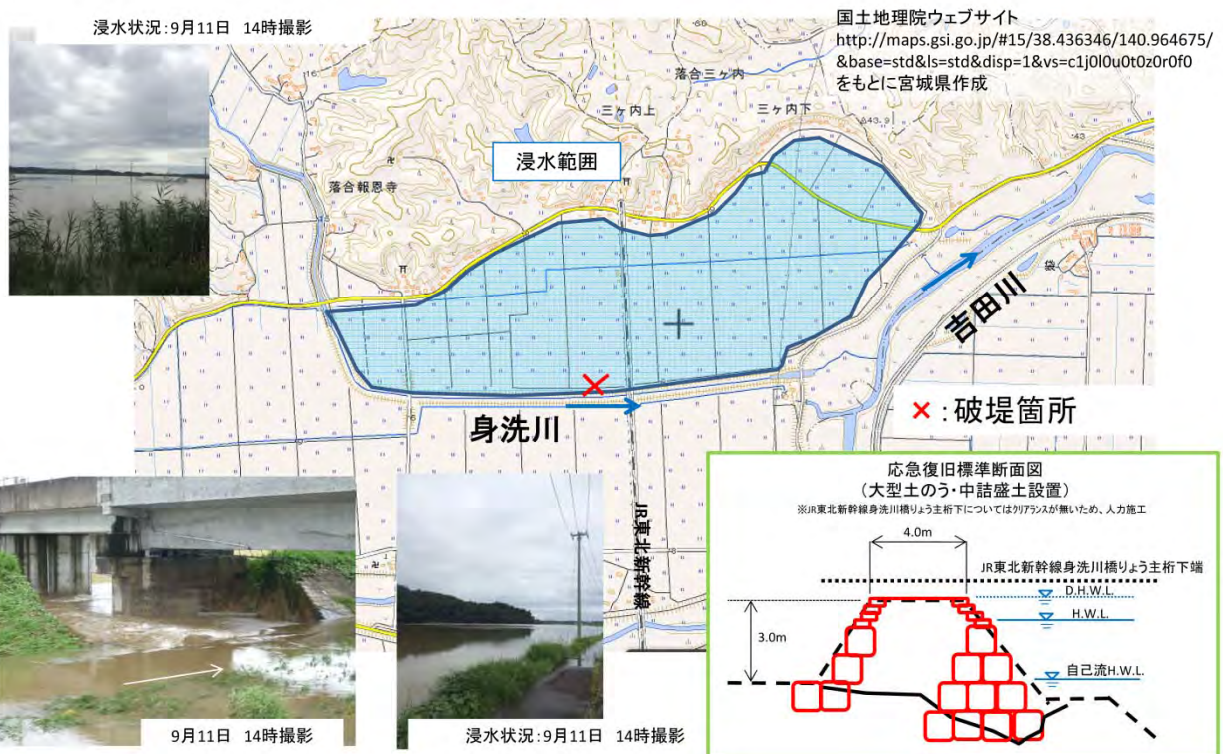 浸水状況:9月11日 14時撮影
国土地理院ウェブサイト
http://maps.gsi.go.jp/#15/38.436346/140.964675/
&base=std&ls=std&disp=1&vs=c1j0l0u0t0z0r0f0
をもとに宮城県作成
落合三ヶ内
三ヶ内上
三ヶ内下
43.9
43
浸水範囲
落合報恩寺
袋
吉田川
×:破堤箇所
身洗川
JR東北新幹線
応急復旧標準断面図
(大型土のう・中詰盛土設置)
※JR東北新幹線身洗川橋りょう主桁下についてはクリアランスが無いため、人力施工
4.0m
JR東北新幹線身洗川橋りょう主桁下端
D.H.W.L.
H.W.L.
3.0m
自己流H.W.L.
9月11日 14時撮影
浸水状況:9月11日 14時撮影